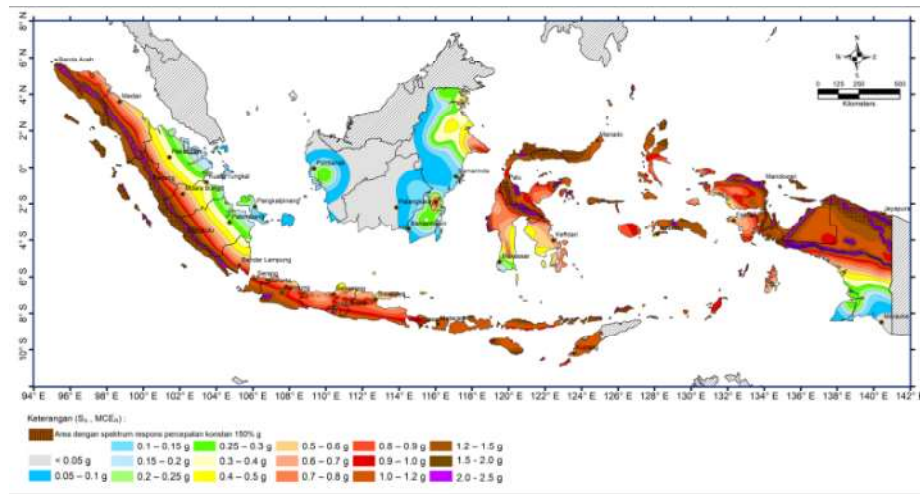 94° E 96° E 98° E 100° E 102° E 104° E 106° E 108° E 110° E 112° E 114° E 116° E 118° E 120° E 122° E 124° E 126° E 128° E 130° E 132° E 134° E 136° E 138° E 140° E 142° E
8° N
6° N
4° N
2° N
0°
2° S
4° S
6° S
8° S
10° S
N
S
0 125 250 500
Kilometers
Banda Aceh
Medan
Manado
Pontianak
Samarinda
Palu
Manokwari
Jayapura
Pangkalpinang
Palembang
Kendari
Makassar
Bandar Lampung
Serang
Keterangan (Ss , MCER) :
Area dengan spektrum respons percepatan konstan 150% g
< 0.05 g
0.05 – 0.1 g
0.1 – 0.15 g
0.15 – 0.2 g
0.2 – 0.25 g
0.25 – 0.3 g
0.3 – 0.4 g
0.4 – 0.5 g
0.5 – 0.6 g
0.6 – 0.7 g
0.7 – 0.8 g
0.8 – 0.9 g
0.9 – 1.0 g
1.0 – 1.2 g
1.2 – 1.5 g
1.5 - 2.0 g
2.0 - 2.5 g